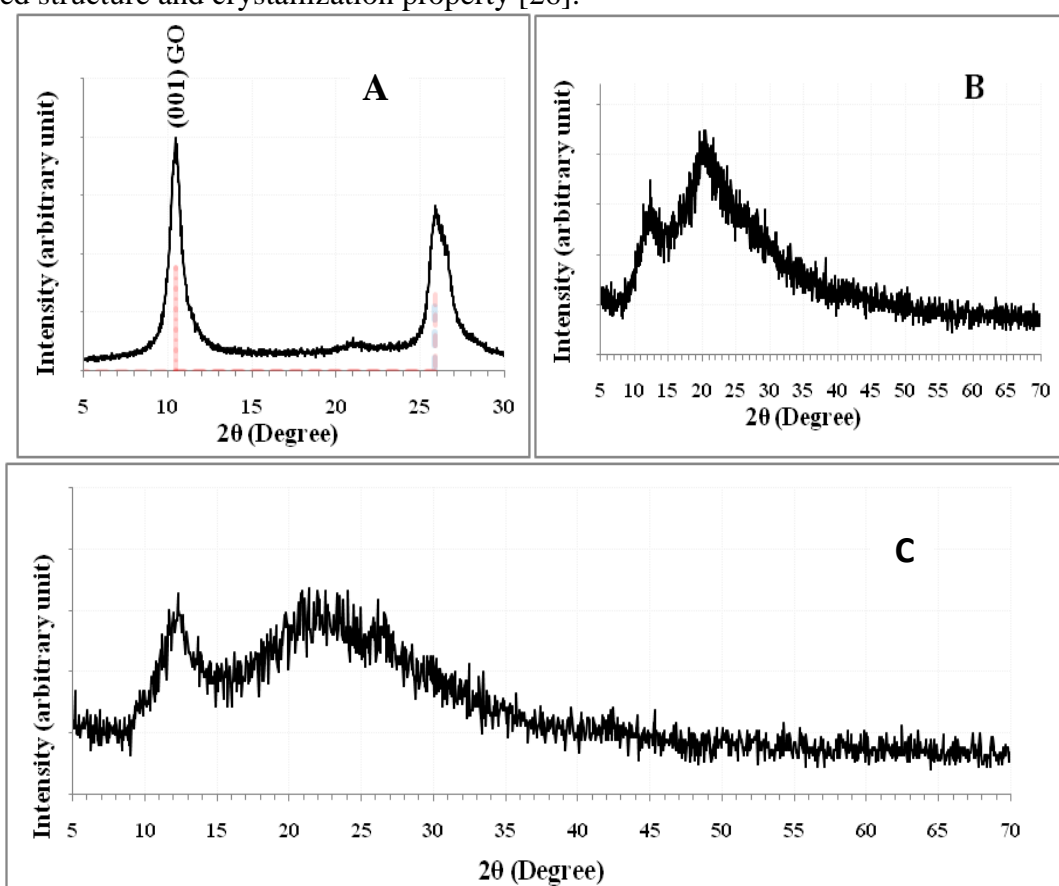 ed structure and crystallization property [26].
(001) GO
A
Intensity (arbitrary unit)
5 10 15 20 25 30
2θ (Degree)
B
Intensity (arbitrary unit)
5 10 15 20 25 30 35 40 45 50 55 60 65 70
2θ (Degree)
C
Intensity (arbitrary unit)
5 10 15 20 25 30 35 40 45 50 55 60 65 70
2θ (Degree)